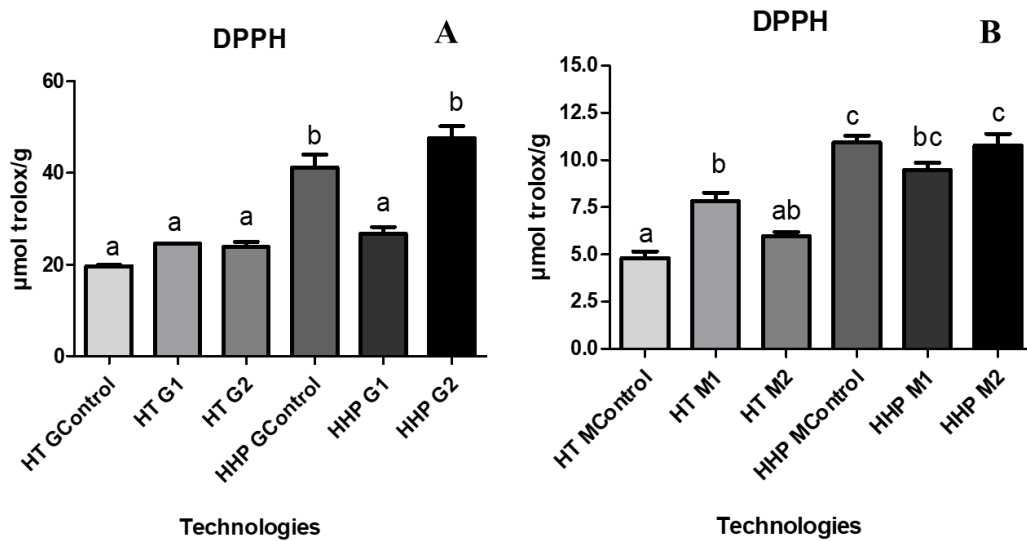 DPPH
A
µmol trolox/g
60
40
20
0
a
a
a
b
a
b
HT GControl
HT G1
HT G2
HHP GControl
HHP G1
HHP G2
Technologies
DPPH
B
µmol trolox/g
15.0
12.5
10.0
7.5
5.0
2.5
0.0
a
b
ab
c
bc
c
HT MControl
HT M1
HT M2
HHP MControl
HHP M1
HHP M2
Technologies